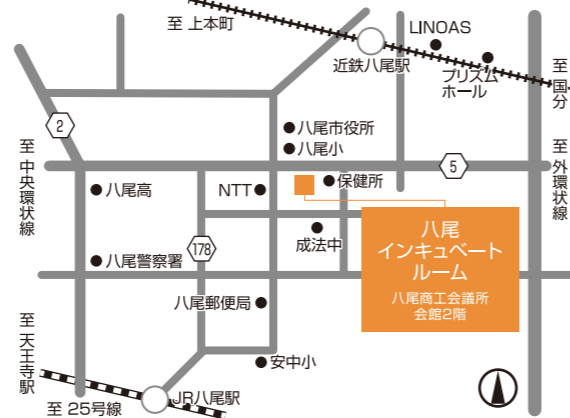 至 上本町
LINOAS
近鉄八尾駅
プリズム
ホール
至 国分
2
八尾市役所
八尾小
至 中央環状線
5
至 外環状線
八尾高
NTT
保健所
178
成法中
八尾
インキュベート
ルーム
八尾商工会議所
会館2階
八尾警察署
八尾郵便局
至 天王寺駅
安中小
JR八尾駅
至 25号線